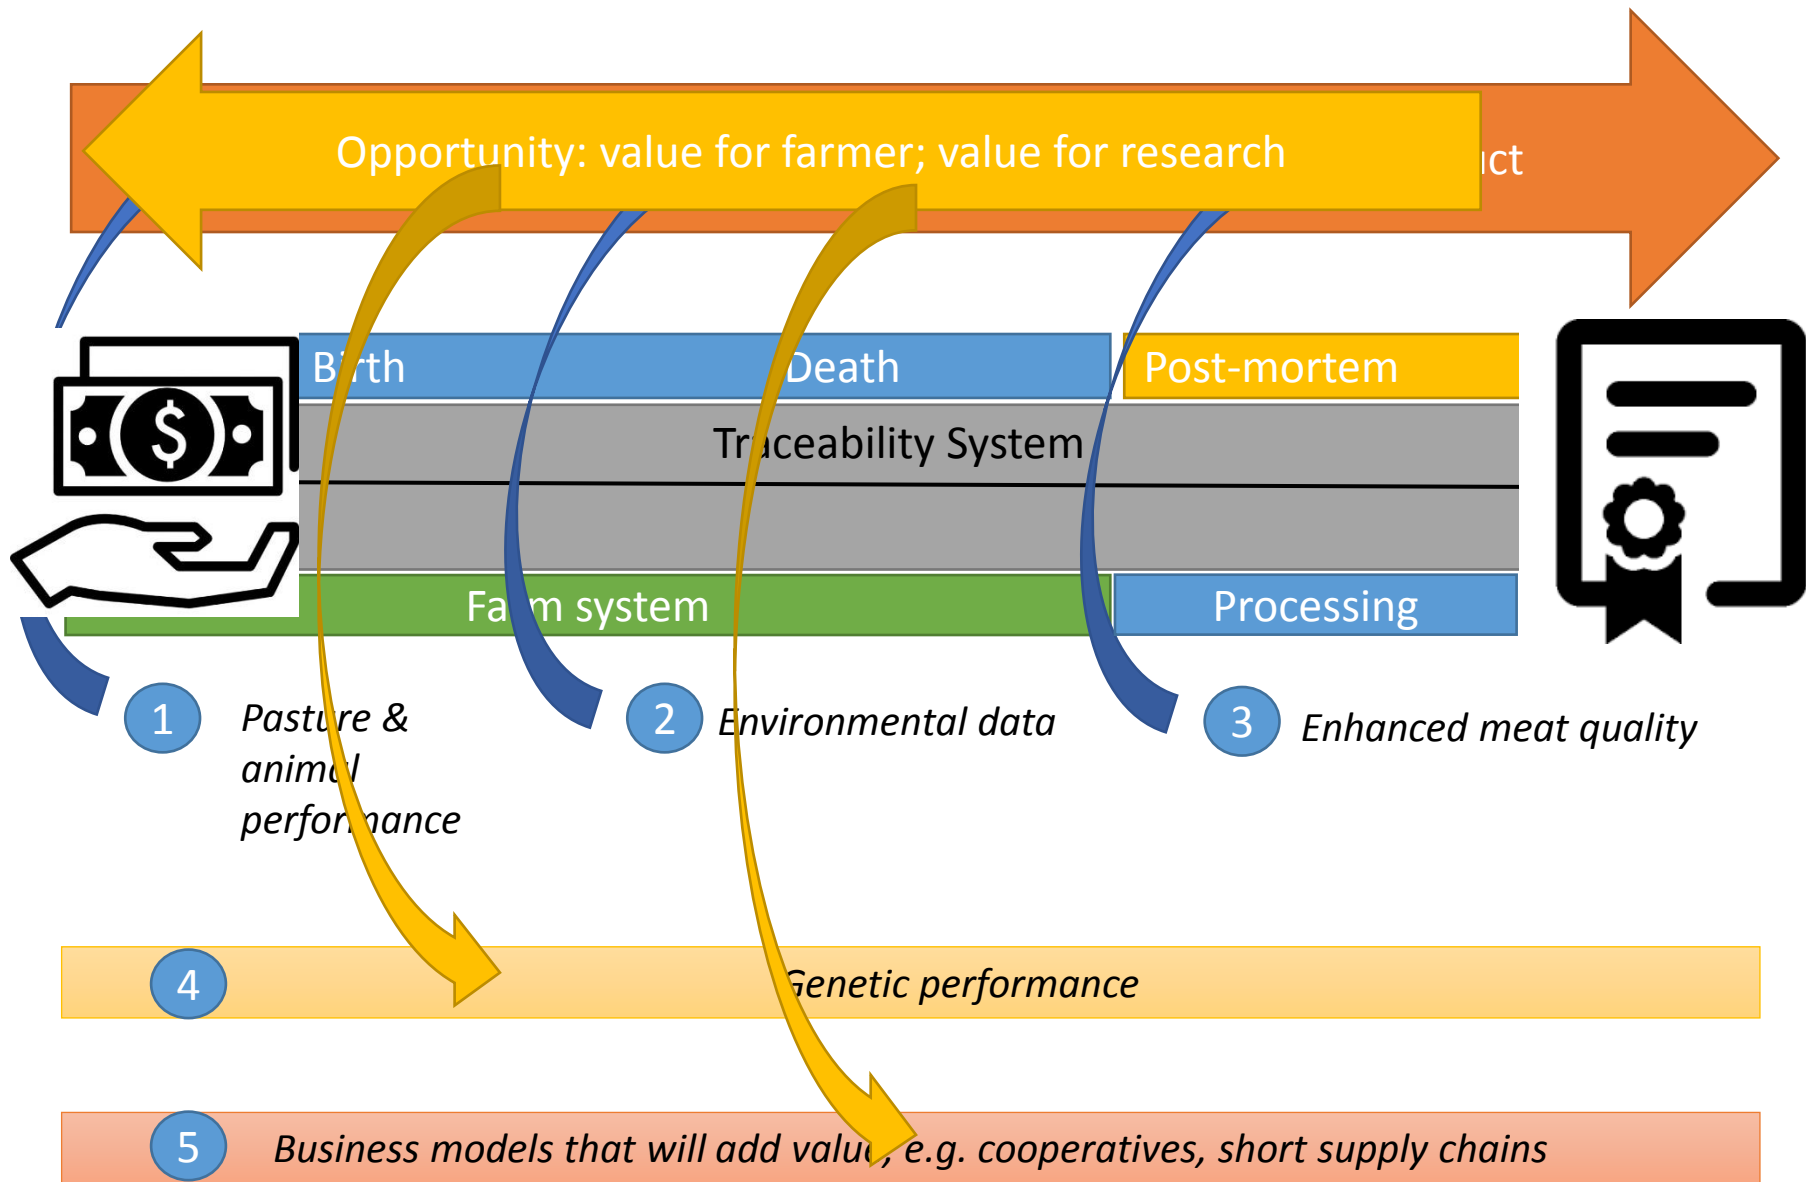 Opportunity: value for farmer; value for research
uct
Birth
Death
Post-mortem
$
Traceability System
Farm system
Processing
1
Pasture &
animal
performance
2
Environmental data
3
Enhanced meat quality
4
Genetic performance
5
Business models that will add value, e.g. cooperatives, short supply chains